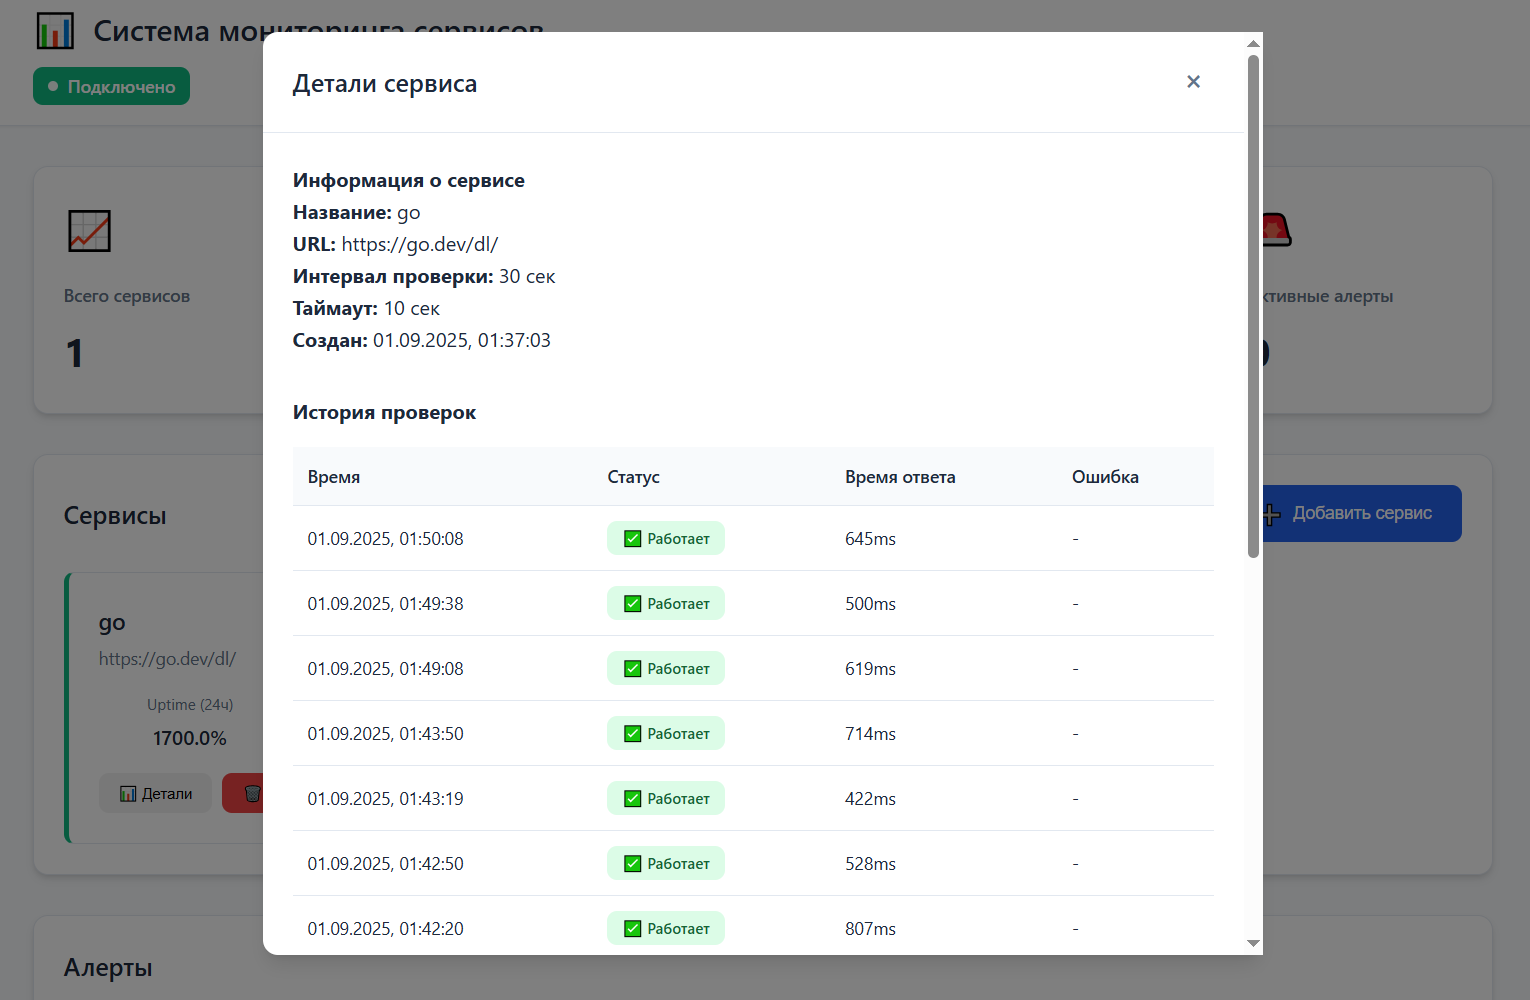 Система мониторинга сервисов
Подключено
Всего сервисов
1
ктивные алерты
Сервисы
Добавить сервис
go
https://go.dev/dl/
Uptime (24ч)
1700.0%
Детали
Алерты
Детали сервиса
×
Информация о сервисе
Название: go
URL: https://go.dev/dl/
Интервал проверки: 30 сек
Таймаут: 10 сек
Создан: 01.09.2025, 01:37:03
История проверок
Время Статус Время ответа Ошибка
01.09.2025, 01:50:08 Работает 645ms -
01.09.2025, 01:49:38 Работает 500ms -
01.09.2025, 01:49:08 Работает 619ms -
01.09.2025, 01:43:50 Работает 714ms -
01.09.2025, 01:43:19 Работает 422ms -
01.09.2025, 01:42:50 Работает 528ms -
01.09.2025, 01:42:20 Работает 807ms -